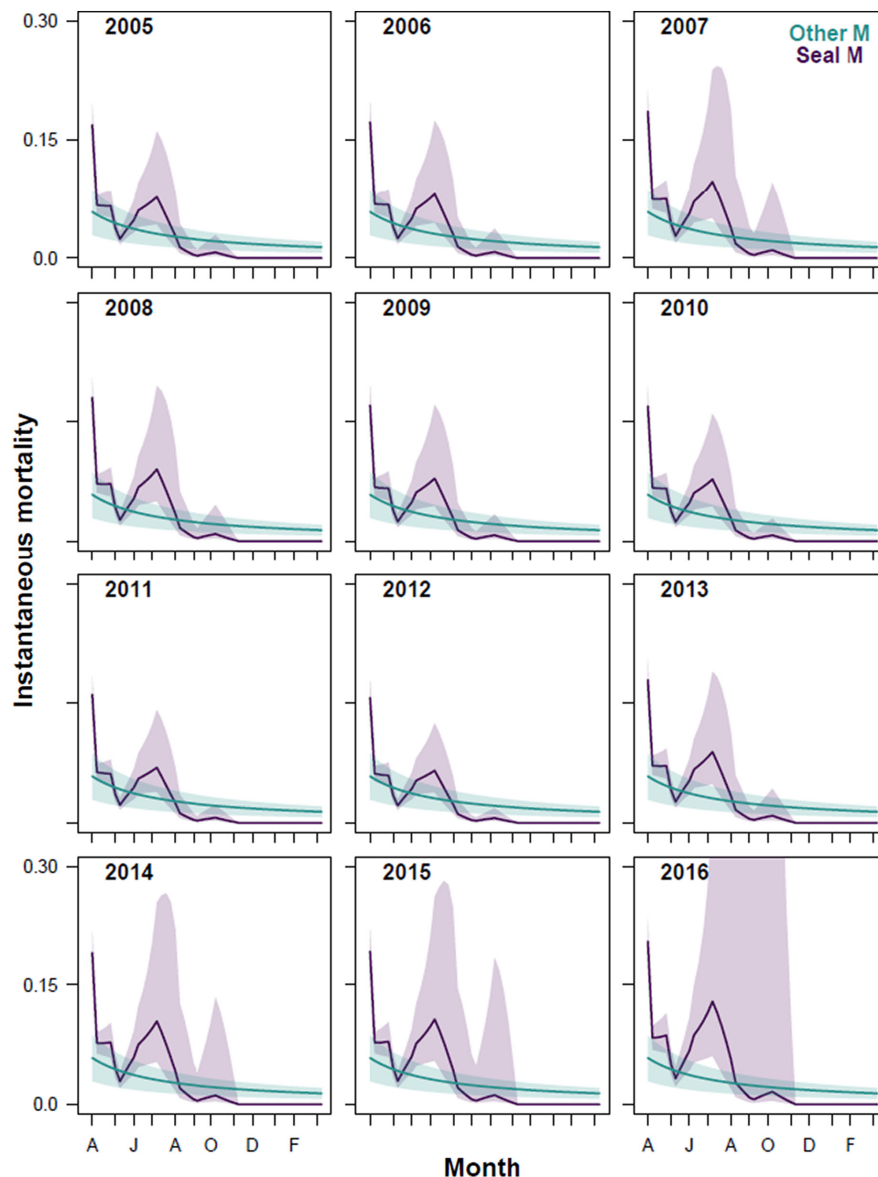 2005
2006
2007
Other M
Seal M
0.30
0.15
0.0
2008
2009
2010
Instantaneous mortality
2011
2012
2013
2014
2015
2016
0.30
0.15
0.0
A J A O D F
A J A O D F
A J A O D F
Month